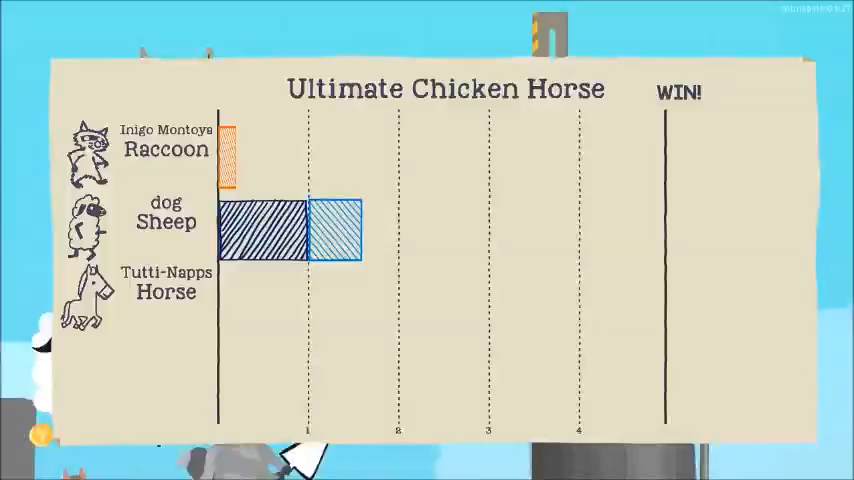 Ultimate Chicken Horse
WIN!
Inigo Montoya
Raccoon
dog
Sheep
Tutti-Napps
Horse
1
2
3
4